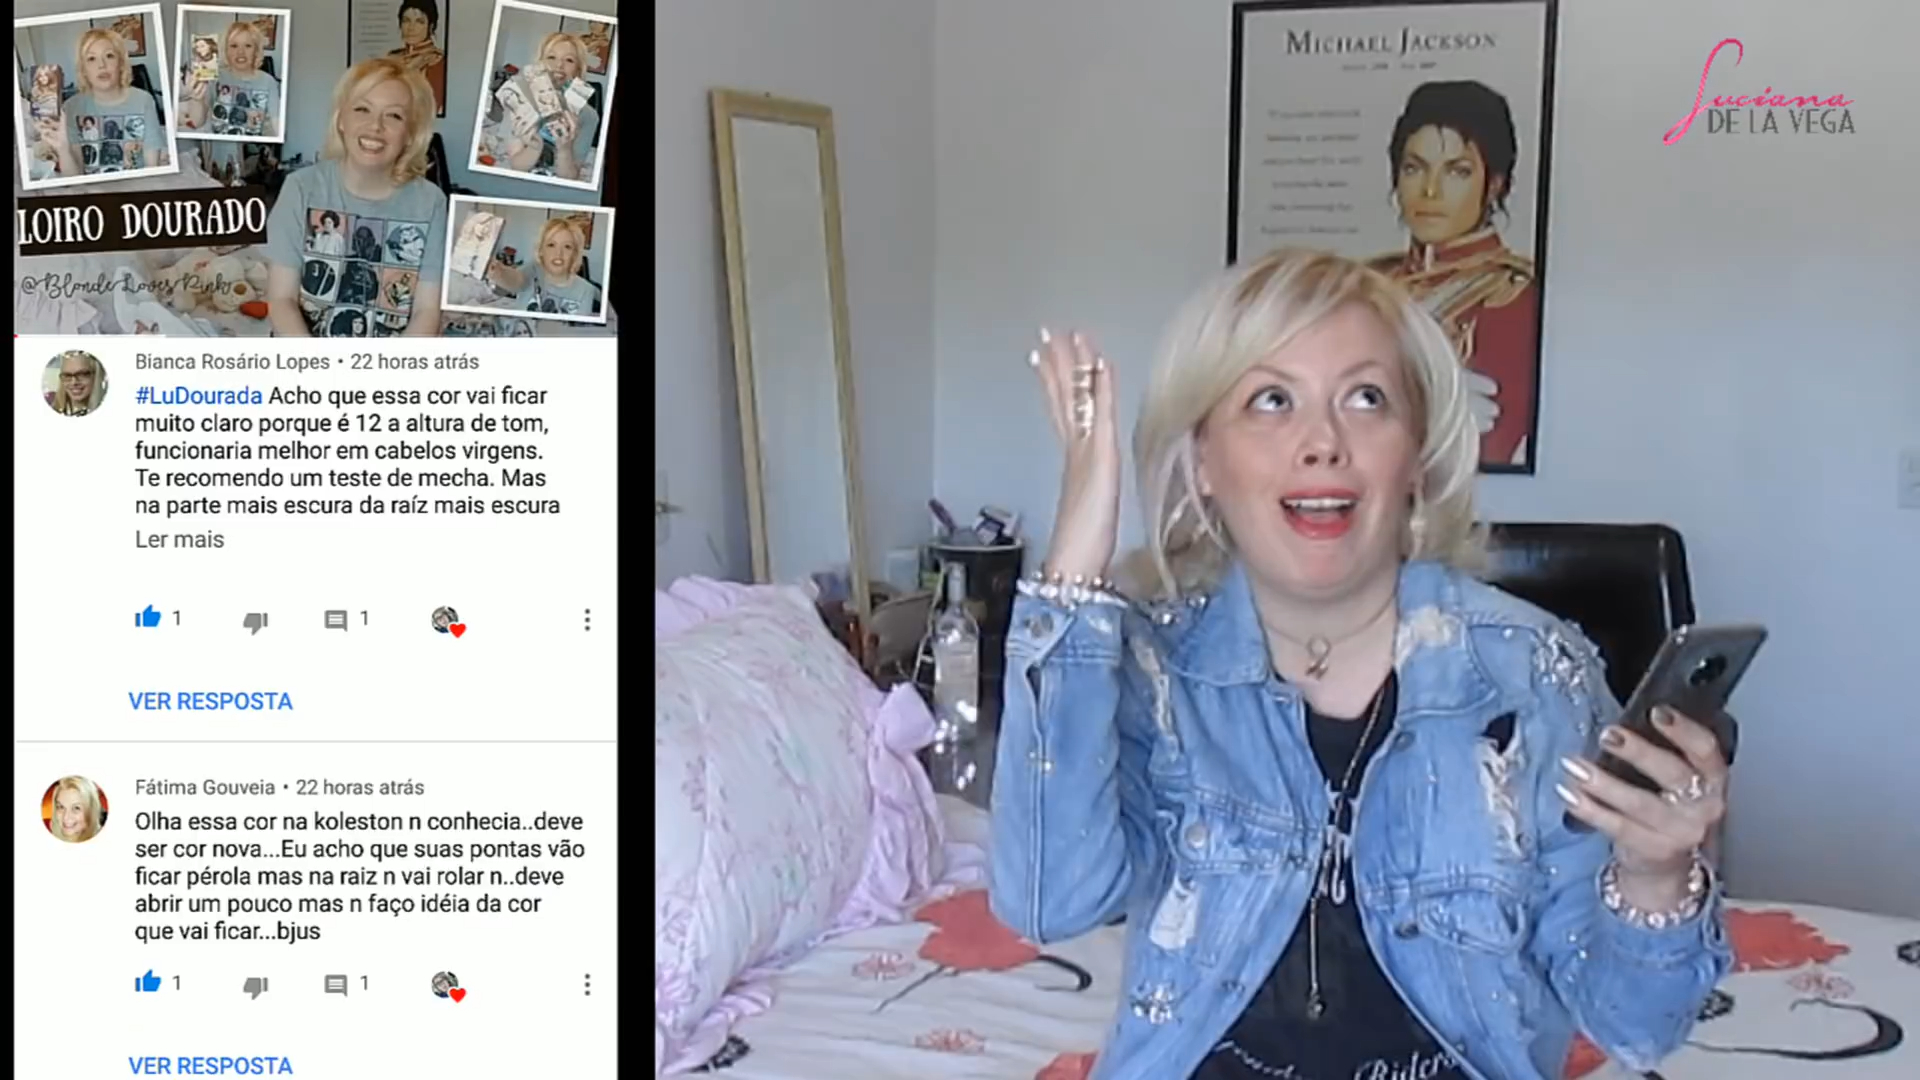 LOIRO DOURADO
@BlondeLovesPink
Bianca Rosário Lopes • 22 horas atrás
#LuDourada Acho que essa cor vai ficar
muito claro porque é 12 a altura de tom,
funcionaria melhor em cabelos virgens.
Te recomendo um teste de mecha. Mas
na parte mais escura da raíz mais escura
Ler mais
1
1
VER RESPOSTA
Fátima Gouveia • 22 horas atrás
Olha essa cor na koleston n conhecia..deve
ser cor nova...Eu acho que suas pontas vão
ficar pérola mas na raiz n vai rolar n..deve
abrir um pouco mas n faço idéia da cor
que vai ficar...bjus
1
1
VER RESPOSTA
MICHAEL JACKSON
Luciana
DE LA VEGA
Riders